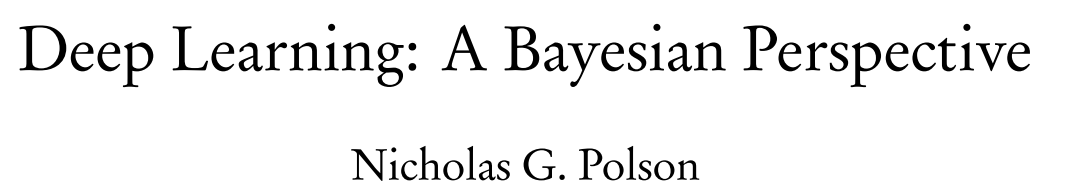 Deep Learning: A Bayesian Perspective
Nicholas G. Polson